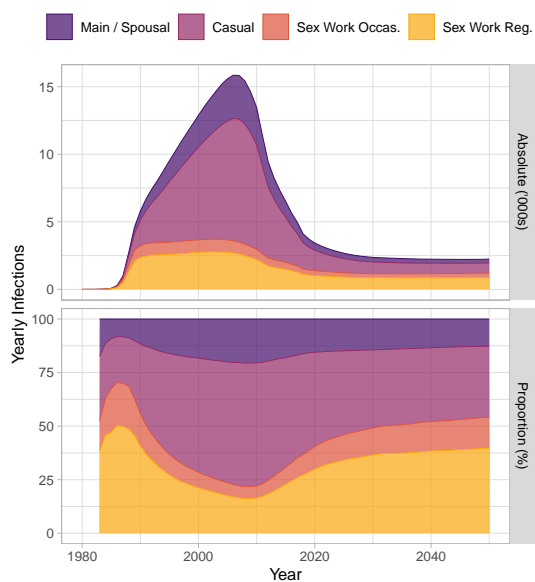 Main / Spousal Casual Sex Work Occas. Sex Work Reg.
Yearly Infections
15
10
5
0
Absolute ('000s)
100
75
50
25
0
Proportion (%)
1980 2000 2020 2040
Year